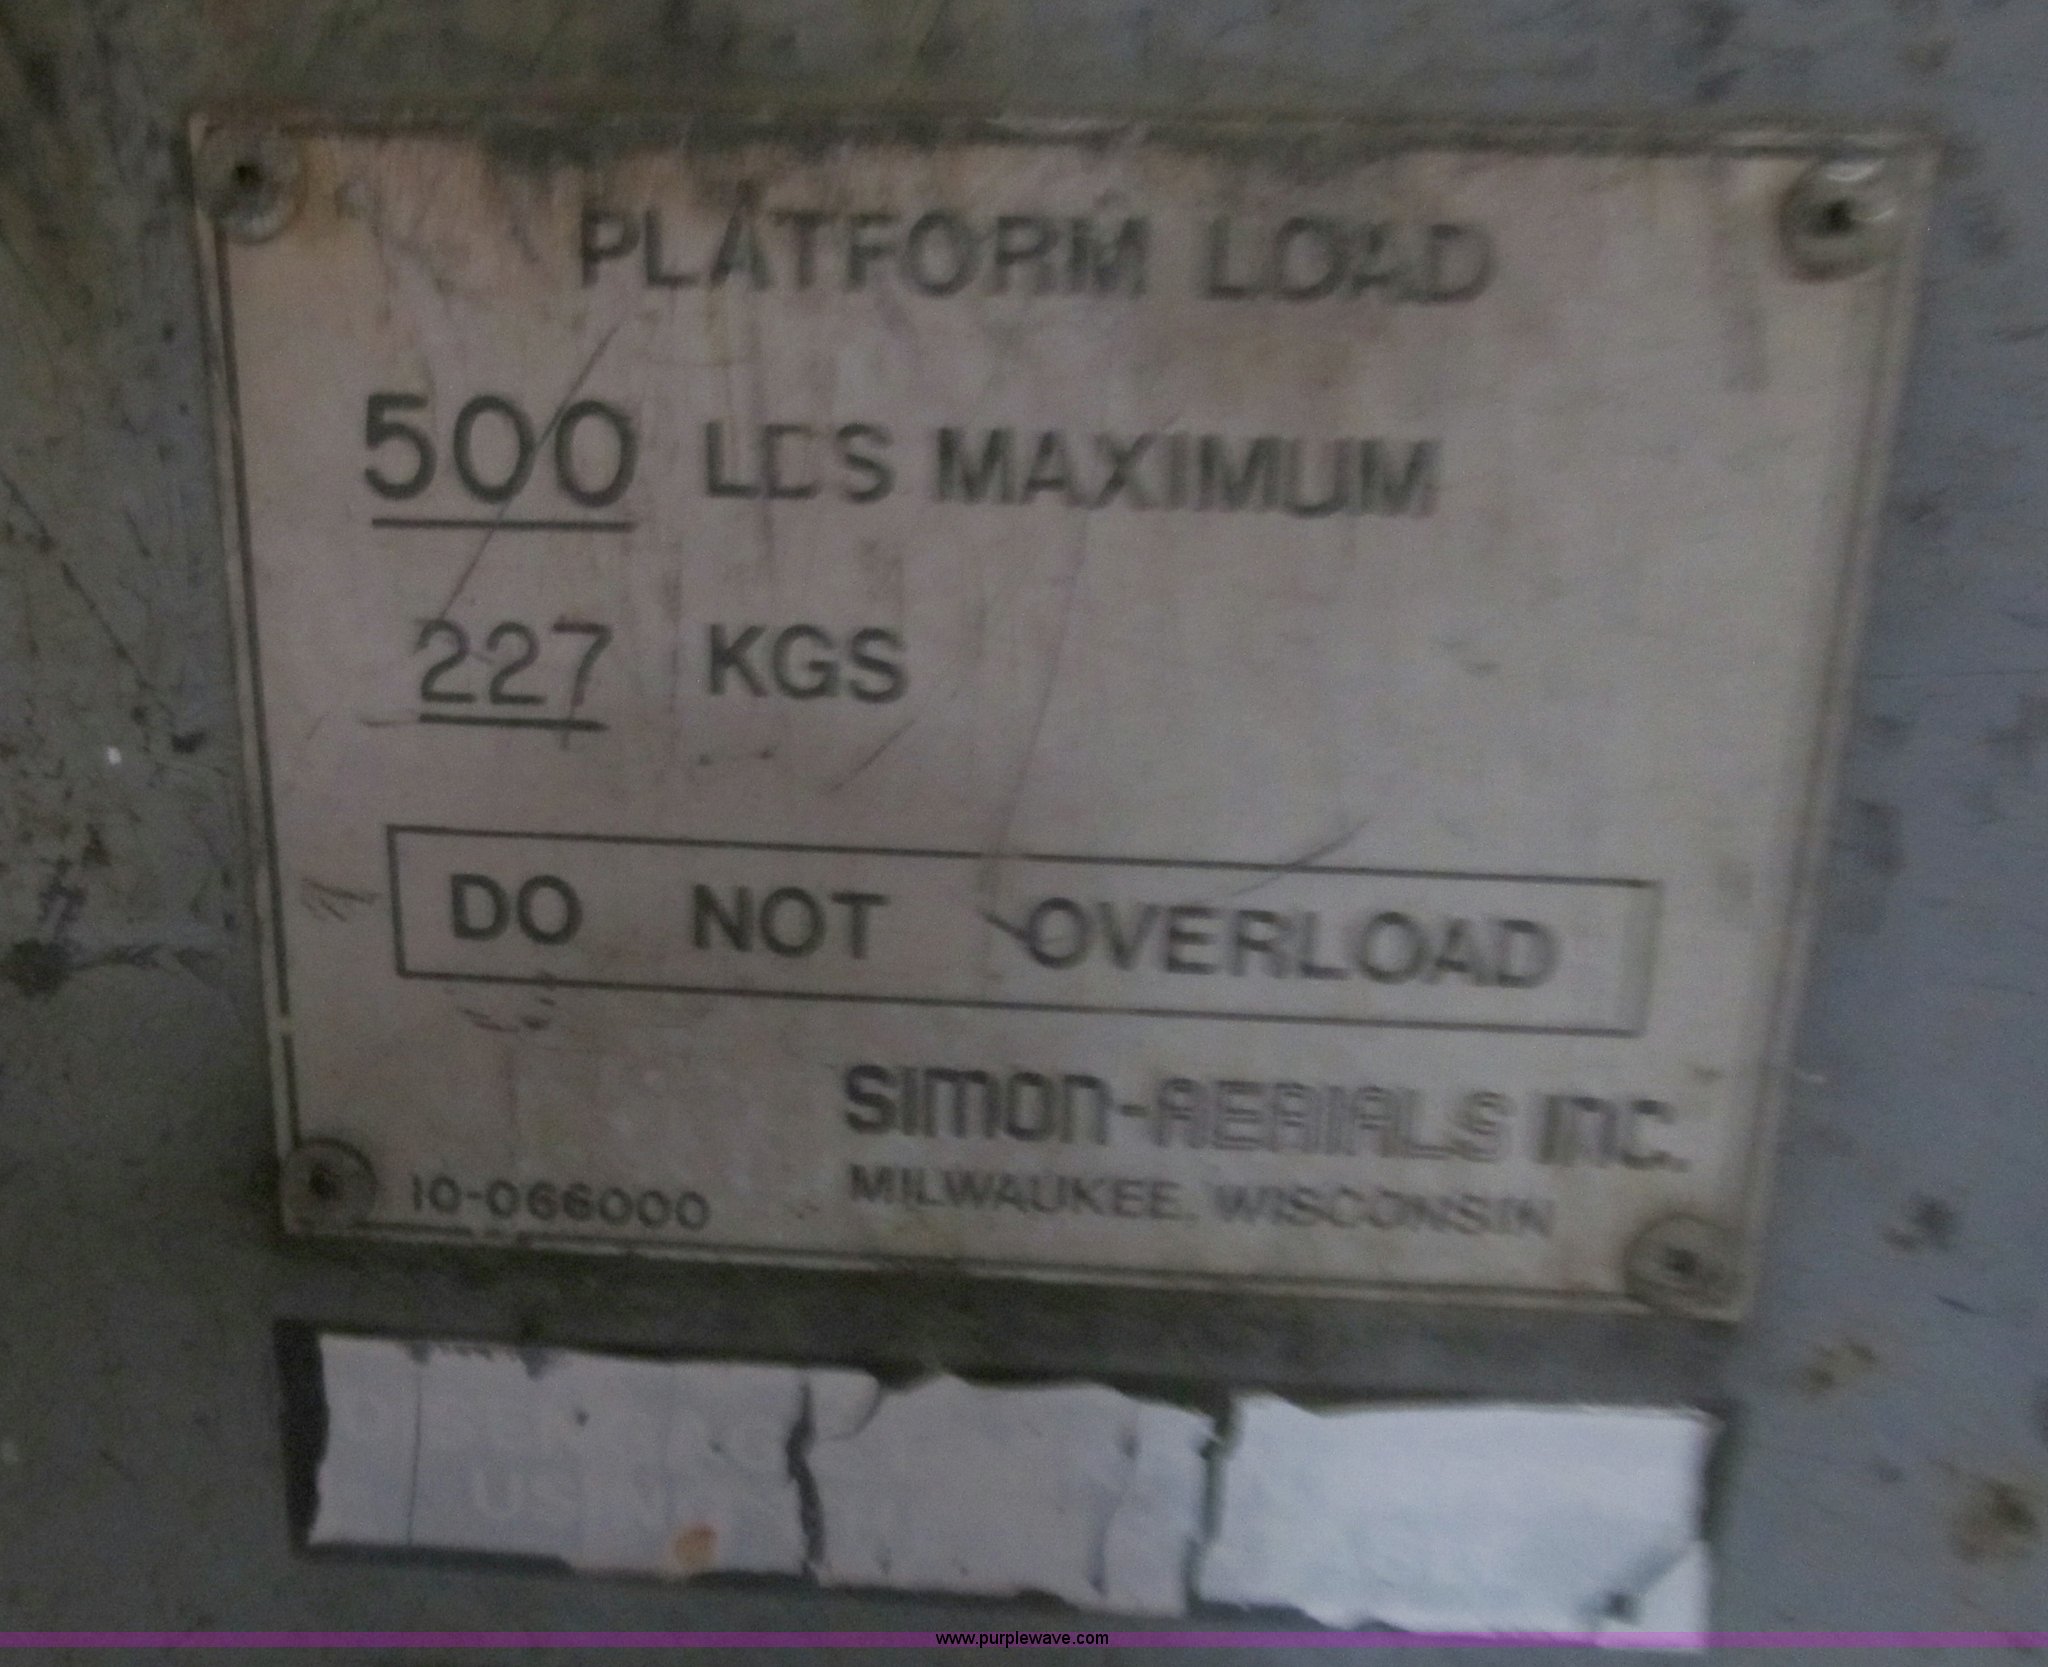 PLATFORM LOAD
500 LBS MAXIMUM
227 KGS
DO NOT OVERLOAD
SIMON-AERIALS INC.
10-066000 MILWAUKEE, WISCONSIN
www.purplewave.com